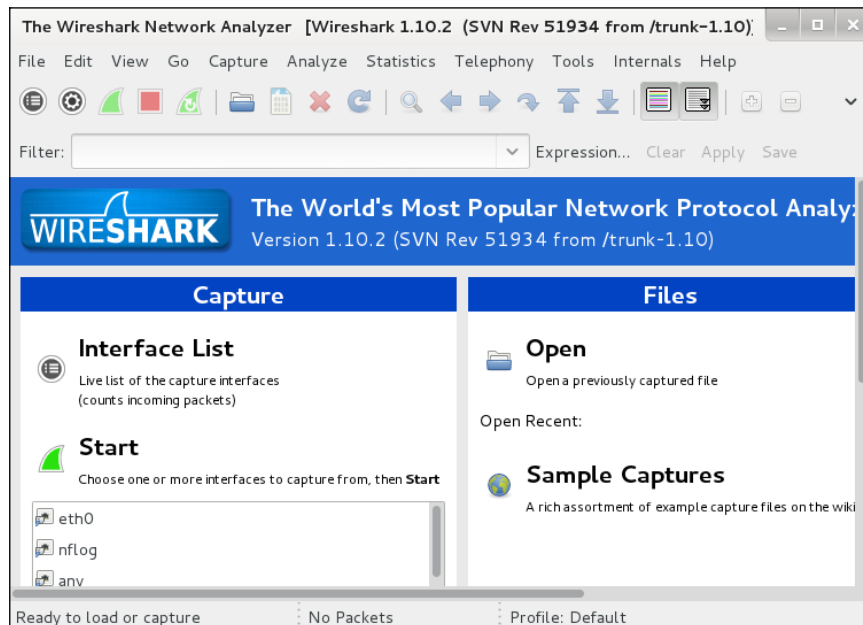 The Wireshark Network Analyzer [Wireshark 1.10.2 (SVN Rev 51934 from /trunk-1.10)]
File Edit View Go Capture Analyze Statistics Telephony Tools Internals Help
Filter: Expression... Clear Apply Save
WIRESHARK
The World's Most Popular Network Protocol Analy
Version 1.10.2 (SVN Rev 51934 from /trunk-1.10)
Capture
Interface List
Live list of the capture interfaces
(counts incoming packets)
Start
Choose one or more interfaces to capture from, then Start
eth0
nflog
any
Files
Open
Open a previously captured file
Open Recent:
Sample Captures
A rich assortment of example capture files on the wiki
Ready to load or capture No Packets Profile: Default